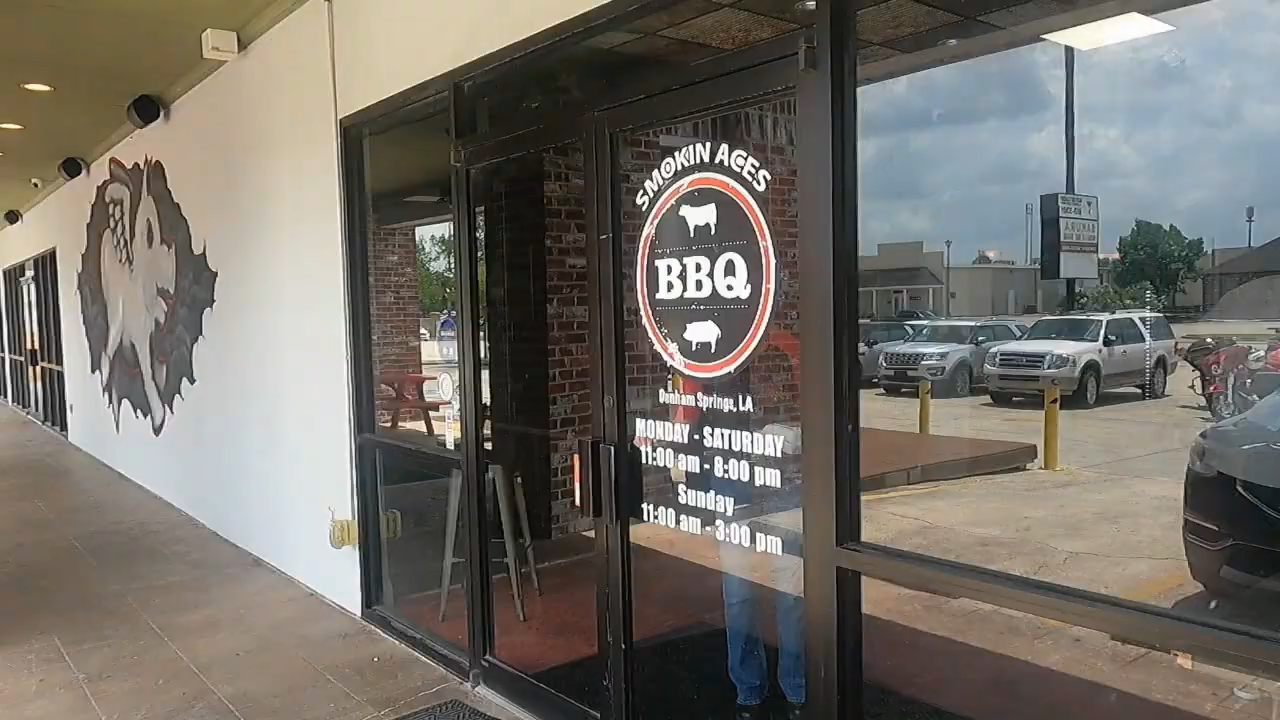 SMOKIN ACES
BBQ
Denham Springs, LA
MONDAY - SATURDAY
11:00 am - 8:00 pm
Sunday
11:00 am - 3:00 pm